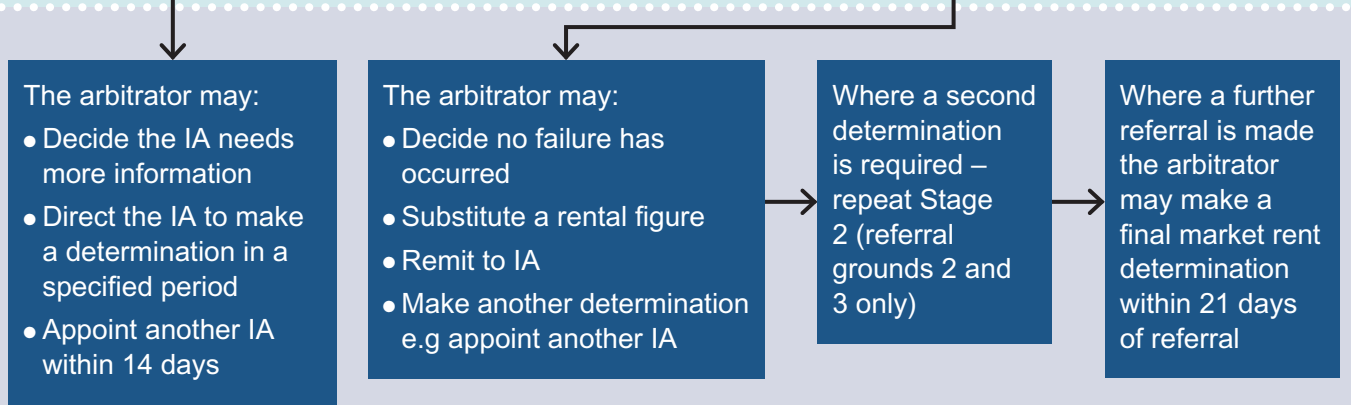 The arbitrator may:
● Decide the IA needs
more information
● Direct the IA to make
a determination in a
specified period
● Appoint another IA
within 14 days
The arbitrator may:
● Decide no failure has
occurred
● Substitute a rental figure
● Remit to IA
● Make another determination
e.g appoint another IA
Where a second
determination
is required –
repeat Stage
2 (referral
grounds 2 and
3 only)
Where a further
referral is made
the arbitrator
may make a
final market rent
determination
within 21 days
of referral